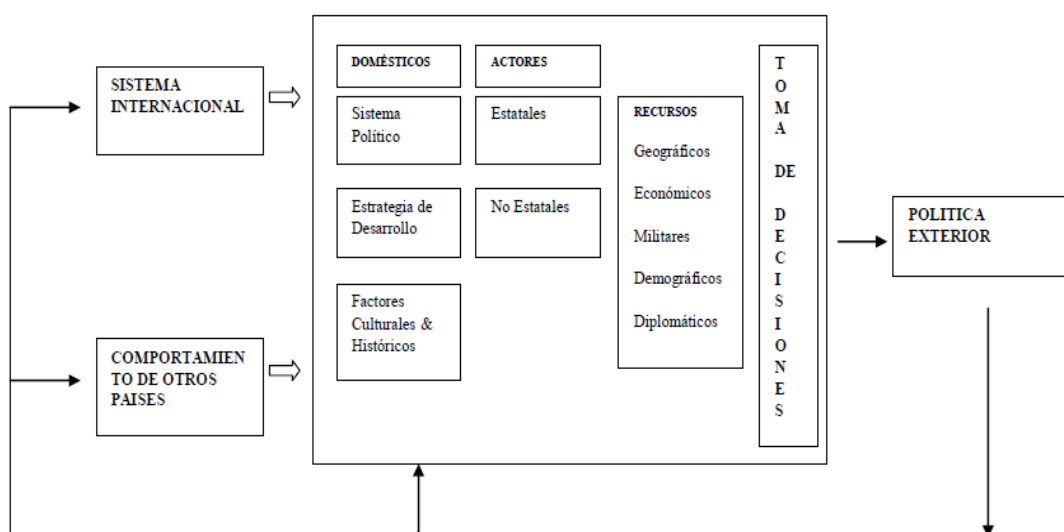 SISTEMA
INTERNACIONAL
COMPORTAMIEN
TO DE OTROS
PAISES
DOMÉSTICOS
Sistema
Político
Estrategia de
Desarrollo
Factores
Culturales &
Históricos
ACTORES
Estatales
No Estatales
RECURSOS
Geográficos
Económicos
Militares
Demográficos
Diplomáticos
T
O
M
A
DE
D
E
C
I
S
I
O
N
E
S
POLITICA
EXTERIOR